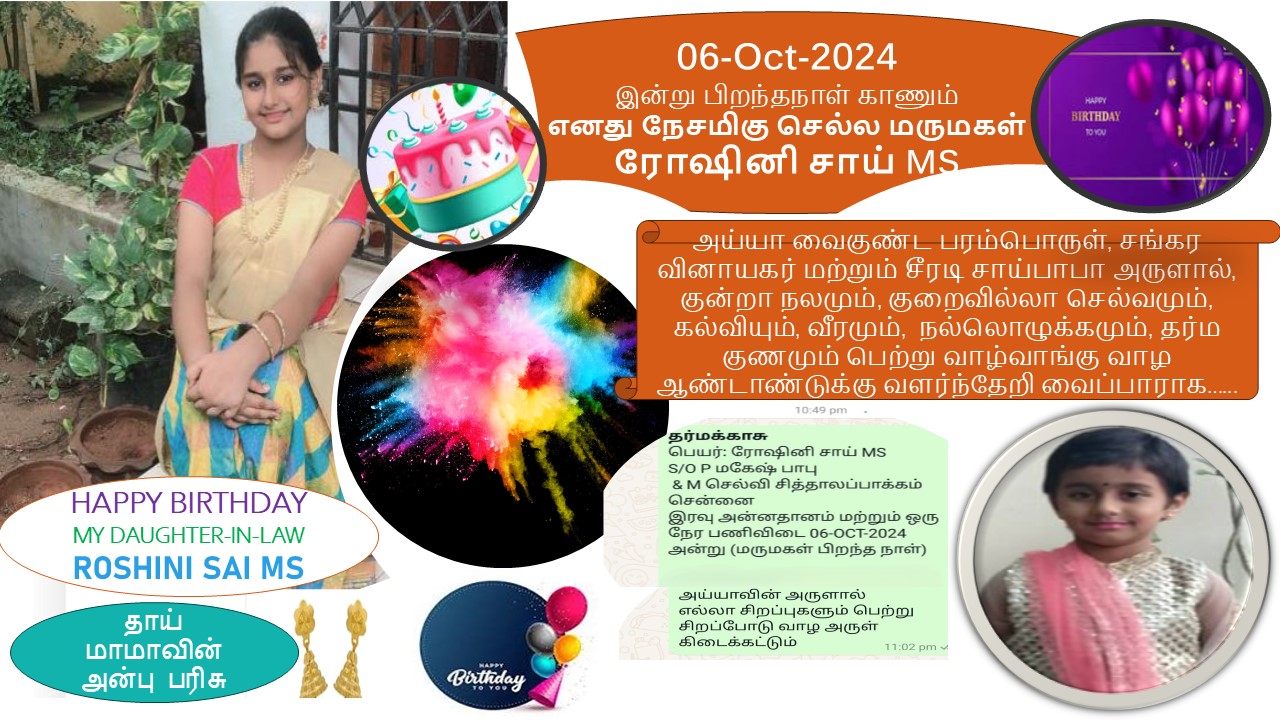 06-Oct-2024
இன்று பிறந்தநாள் காணும்
எனது நேசமிகு செல்ல மருமகள்
ரோஷினி சாய் MS
HAPPY
BIRTHDAY
TO YOU
அய்யா வைகுண்ட பரம்பொருள், சங்கர
வினாயகர் மற்றும் சீரடி சாய்பாபா அருளால்,
குன்றா நலமும், குறைவில்லா செல்வமும்,
கல்வியும், வீரமும், நல்லொழுக்கமும், தர்ம
குணமும் பெற்று வாழ்வாங்கு வாழ
ஆண்டாண்டுக்கு வளர்ந்தேறி வைப்பாராக......
10:49 pm
தர்மக்காசு
பெயர்: ரோஷினி சாய் MS
S/O P மகேஷ் பாபு
& M செல்வி சித்தாலப்பாக்கம்
சென்னை
இரவு அன்னதானம் மற்றும் ஒரு
நேர பணிவிடை 06-OCT-2024
அன்று (மருமகள் பிறந்த நாள்)
அய்யாவின் அருளால்
எல்லா சிறப்புகளும் பெற்று
சிறப்போடு வாழ அருள்
கிடைக்கட்டும்
11:02 pm
HAPPY BIRTHDAY
MY DAUGHTER-IN-LAW
ROSHINI SAI MS
தாய்
மாமாவின்
அன்பு பரிசு
HAPPY
Birthday
TO YOU